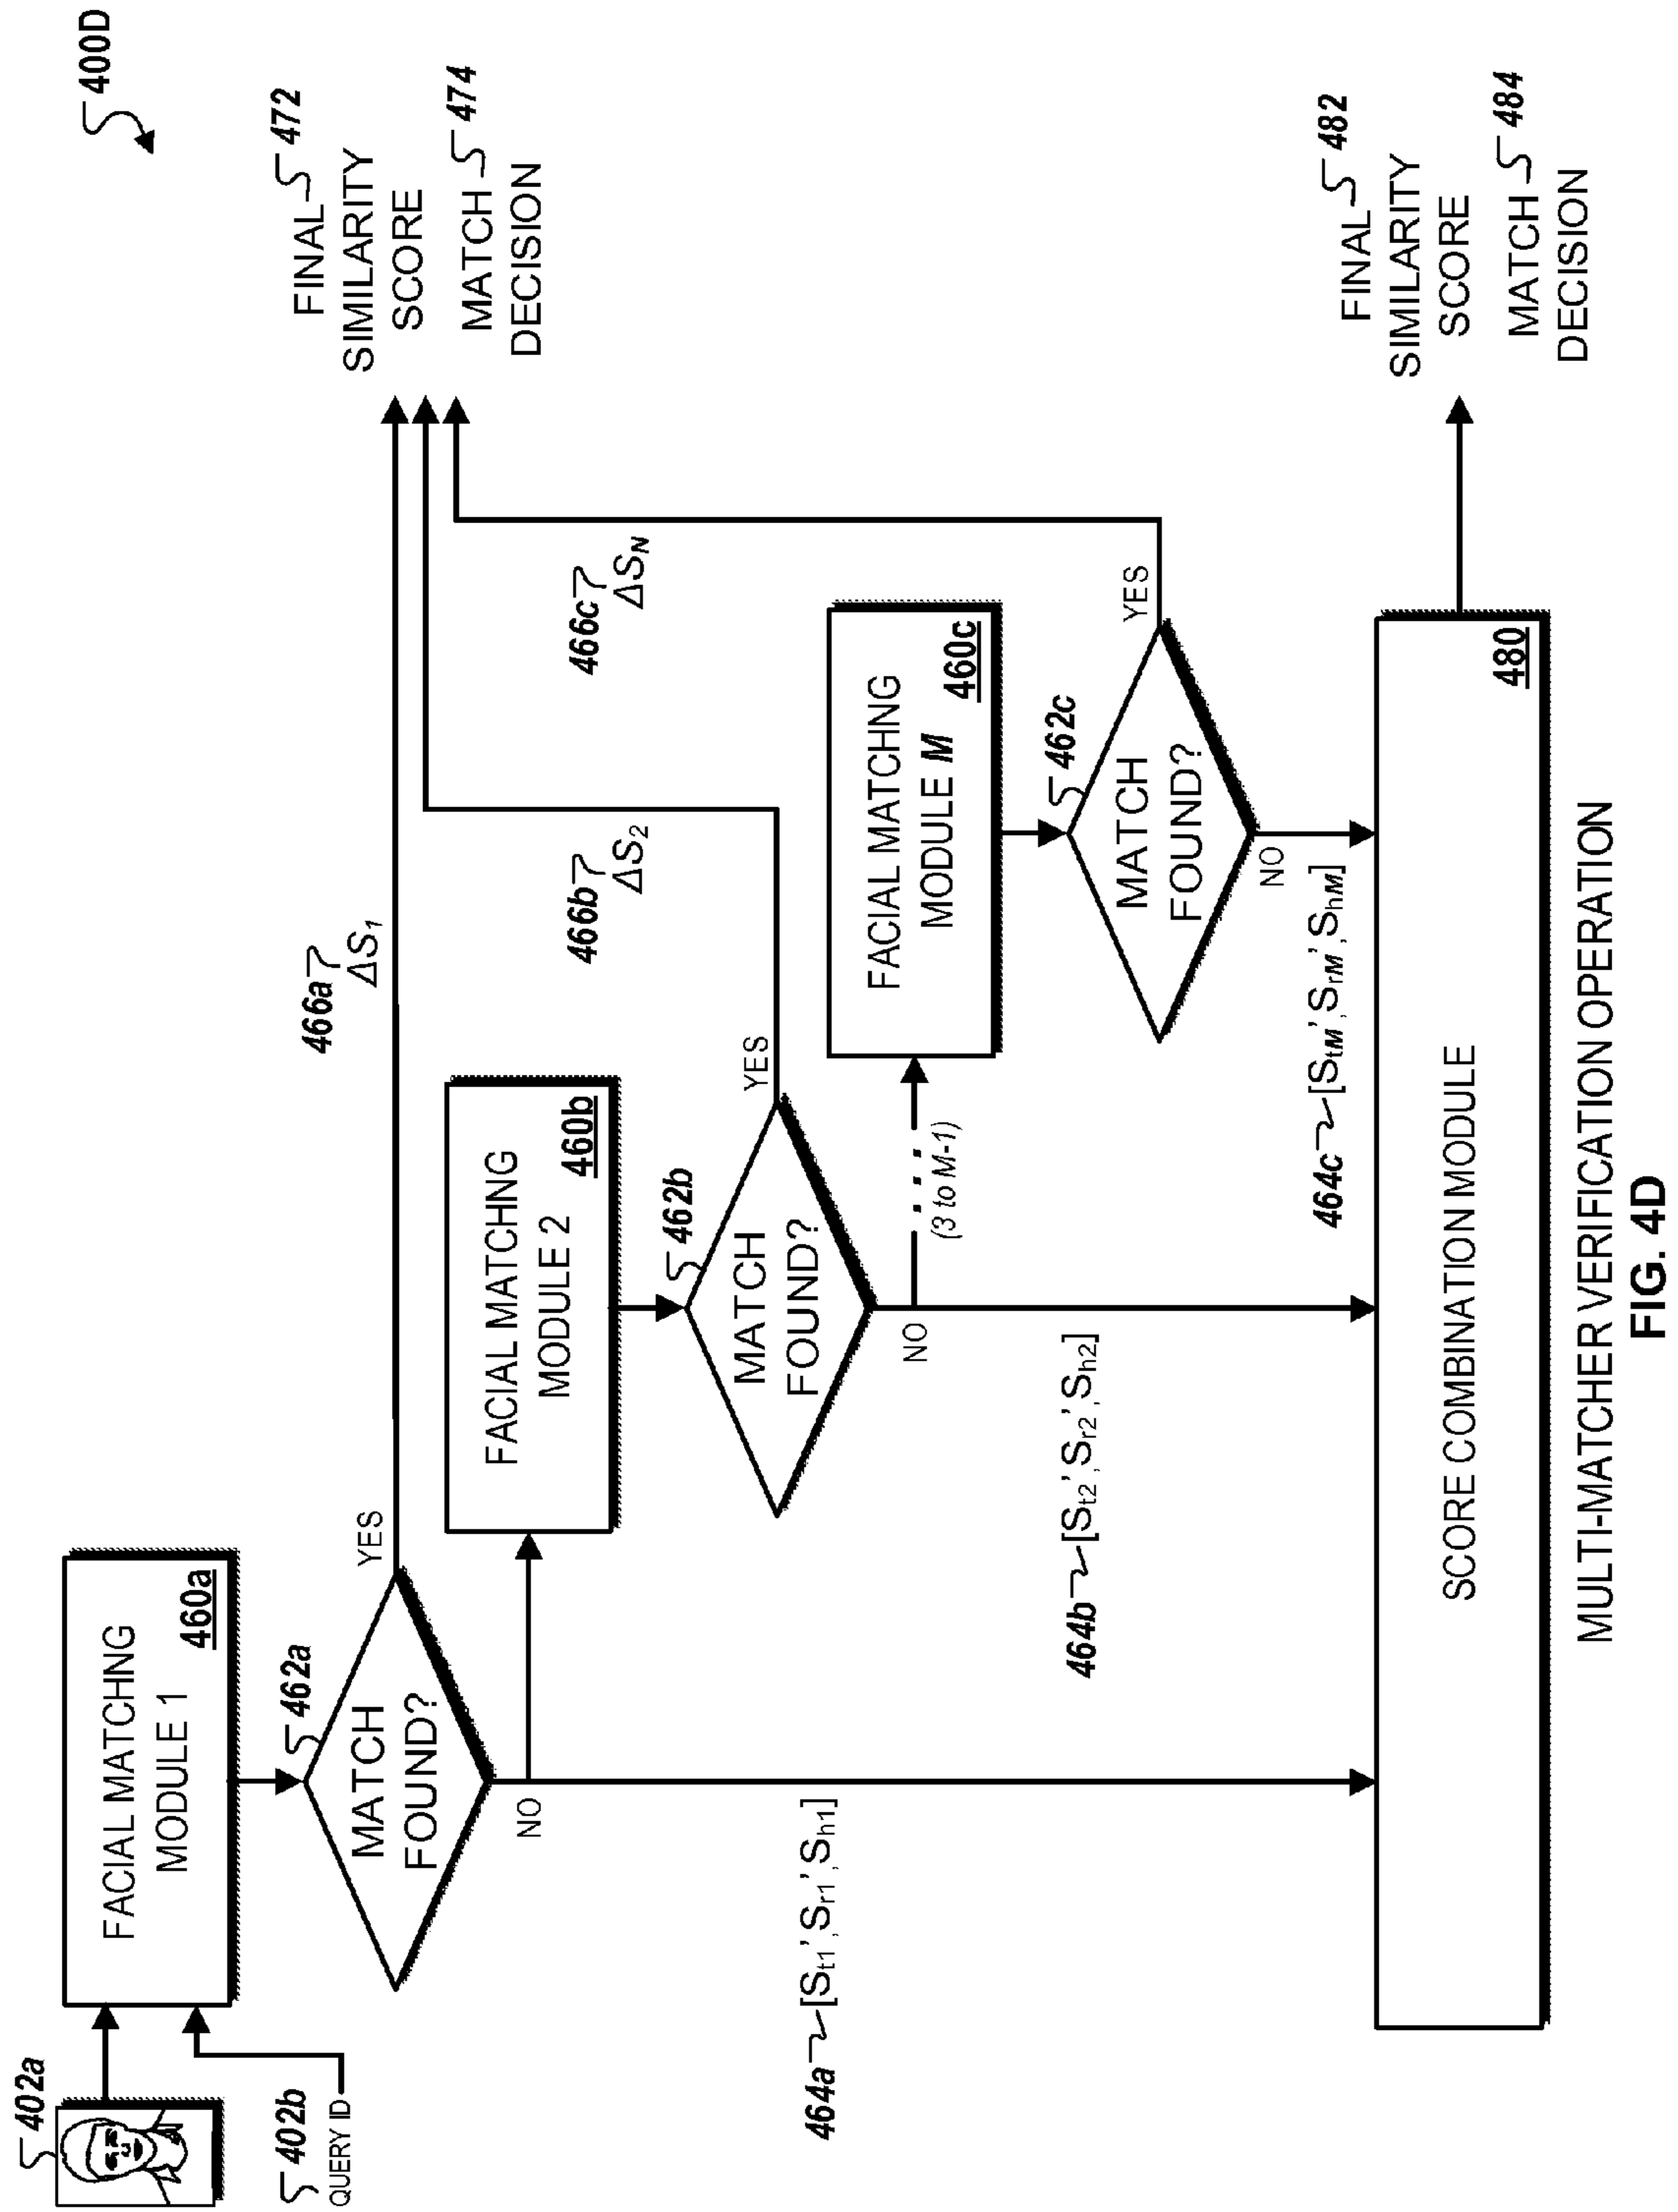 400D
402a
402b
QUERY ID
FACIAL MATCHNG
MODULE 1
460a
462a
MATCH
FOUND?
YES
NO
466a
ΔS1
464a [St1',Sr1',Sh1]
FACIAL MATCHNG
MODULE 2
460b
462b
MATCH
FOUND?
YES
NO
466b
ΔS2
464b [St2',Sr2',Sh2]
(3 to M-1)
FACIAL MATCHNG
MODULE M
460c
462c
MATCH
FOUND?
YES
NO
466c
ΔSN
464c [StM',SrM',ShM]
FINAL 472
SIMILARITY
SCORE
MATCH 474
DECISION
SCORE COMBINATION MODULE
480
FINAL 482
SIMILARITY
SCORE
MATCH 484
DECISION
MULTI-MATCHER VERIFICATION OPERATION
FIG. 4D